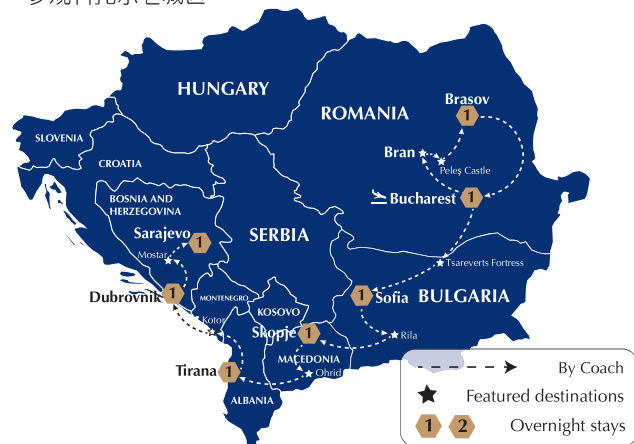 HUNGARY
ROMANIA
Brasov
1
SLOVENIA
CROATIA
Bran
Peleş Castle
BOSNIA AND
HERZEGOVINA
Bucharest
1
Sarajevo
1
SERBIA
Mostar
Tsareverts Fortress
Dubrovnik
1
MONTENEGRO
KOSOVO
1
Sofia
BULGARIA
Kotor
Skopje
1
Rila
MACEDONIA
Tirana
1
Ohrid
ALBANIA
By Coach
Featured destinations
1 2
Overnight stays